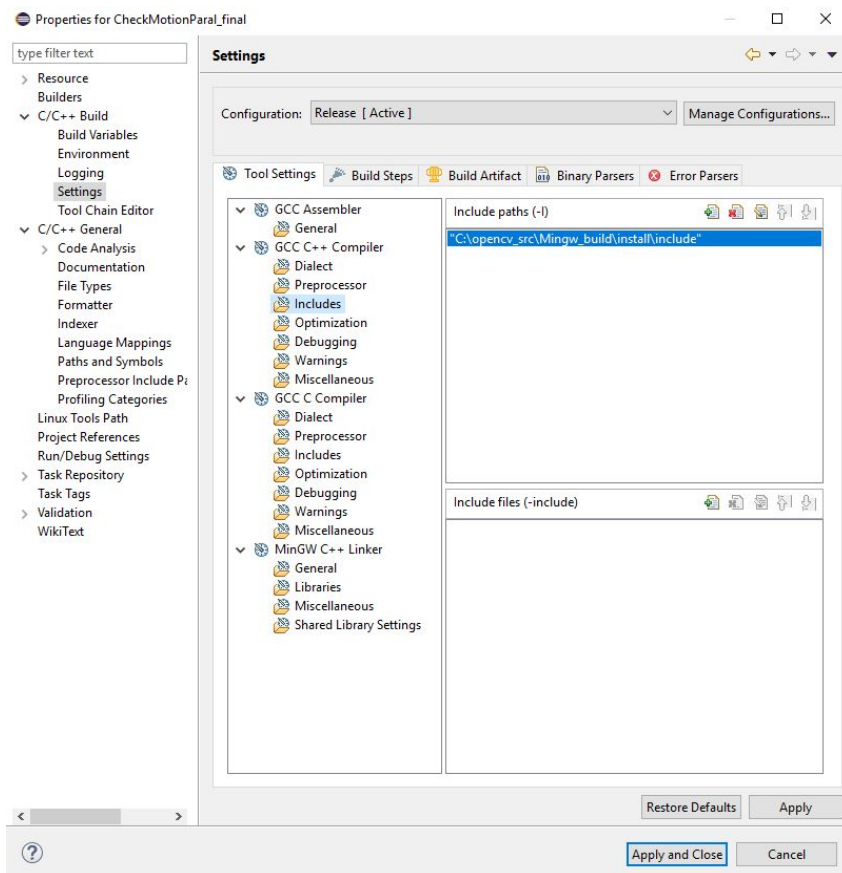 Properties for CheckMotionParal_final
type filter text
Resource
Builders
C/C++ Build
Build Variables
Environment
Logging
Settings
Tool Chain Editor
C/C++ General
Code Analysis
Documentation
File Types
Formatter
Indexer
Language Mappings
Paths and Symbols
Preprocessor Include Pa
Profiling Categories
Linux Tools Path
Project References
Run/Debug Settings
Task Repository
Task Tags
Validation
WikiText
Settings
Configuration: Release [ Active ] Manage Configurations...
Tool Settings Build Steps Build Artifact Binary Parsers Error Parsers
GCC Assembler
General
GCC C++ Compiler
Dialect
Preprocessor
Includes
Optimization
Debugging
Warnings
Miscellaneous
GCC C Compiler
Dialect
Preprocessor
Includes
Optimization
Debugging
Warnings
Miscellaneous
MinGW C++ Linker
General
Libraries
Miscellaneous
Shared Library Settings
Include paths (-I)
"C:\opencv_src\Mingw_build\install\include"
Include files (-include)
Restore Defaults Apply
? Apply and Close Cancel